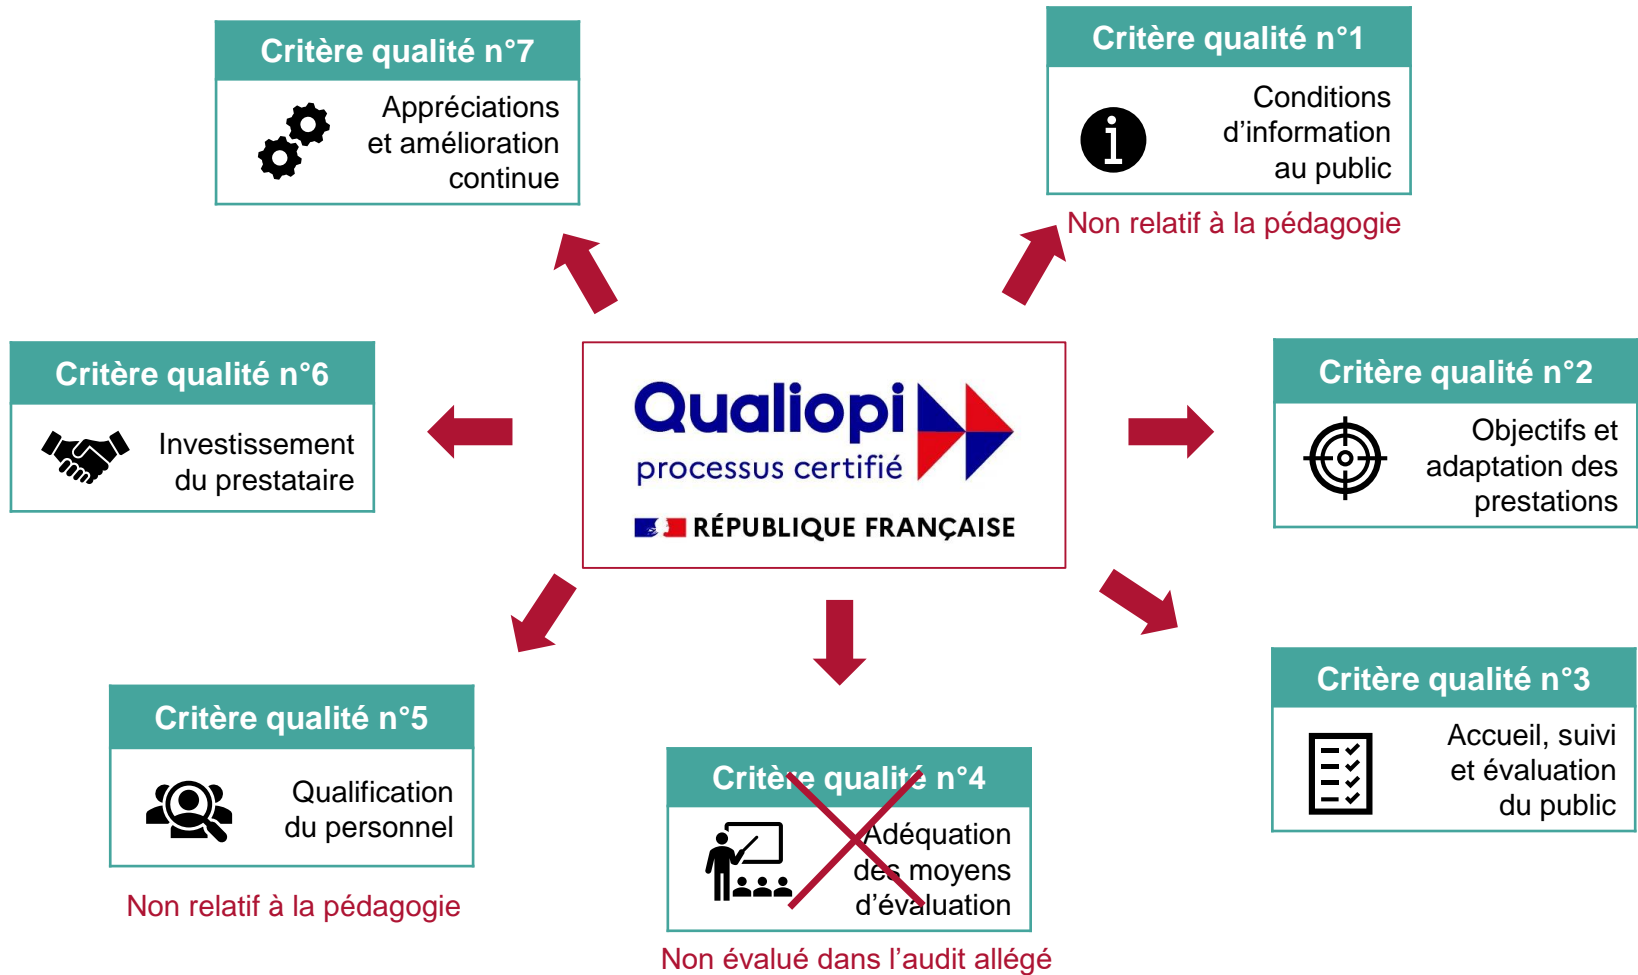 Critère qualité n°7
Appréciations
et amélioration
continue
Critère qualité n°1
Conditions
d’information
au public
Non relatif à la pédagogie
Critère qualité n°6
Investissement
du prestataire
Qualiopi
processus certifié
RÉPUBLIQUE FRANÇAISE
Critère qualité n°2
Objectifs et
adaptation des
prestations
Critère qualité n°5
Qualification
du personnel
Non relatif à la pédagogie
Critère qualité n°4
Adéquation
des moyens
d’évaluation
Non évalué dans l’audit allégé
Critère qualité n°3
Accueil, suivi
et évaluation
du public